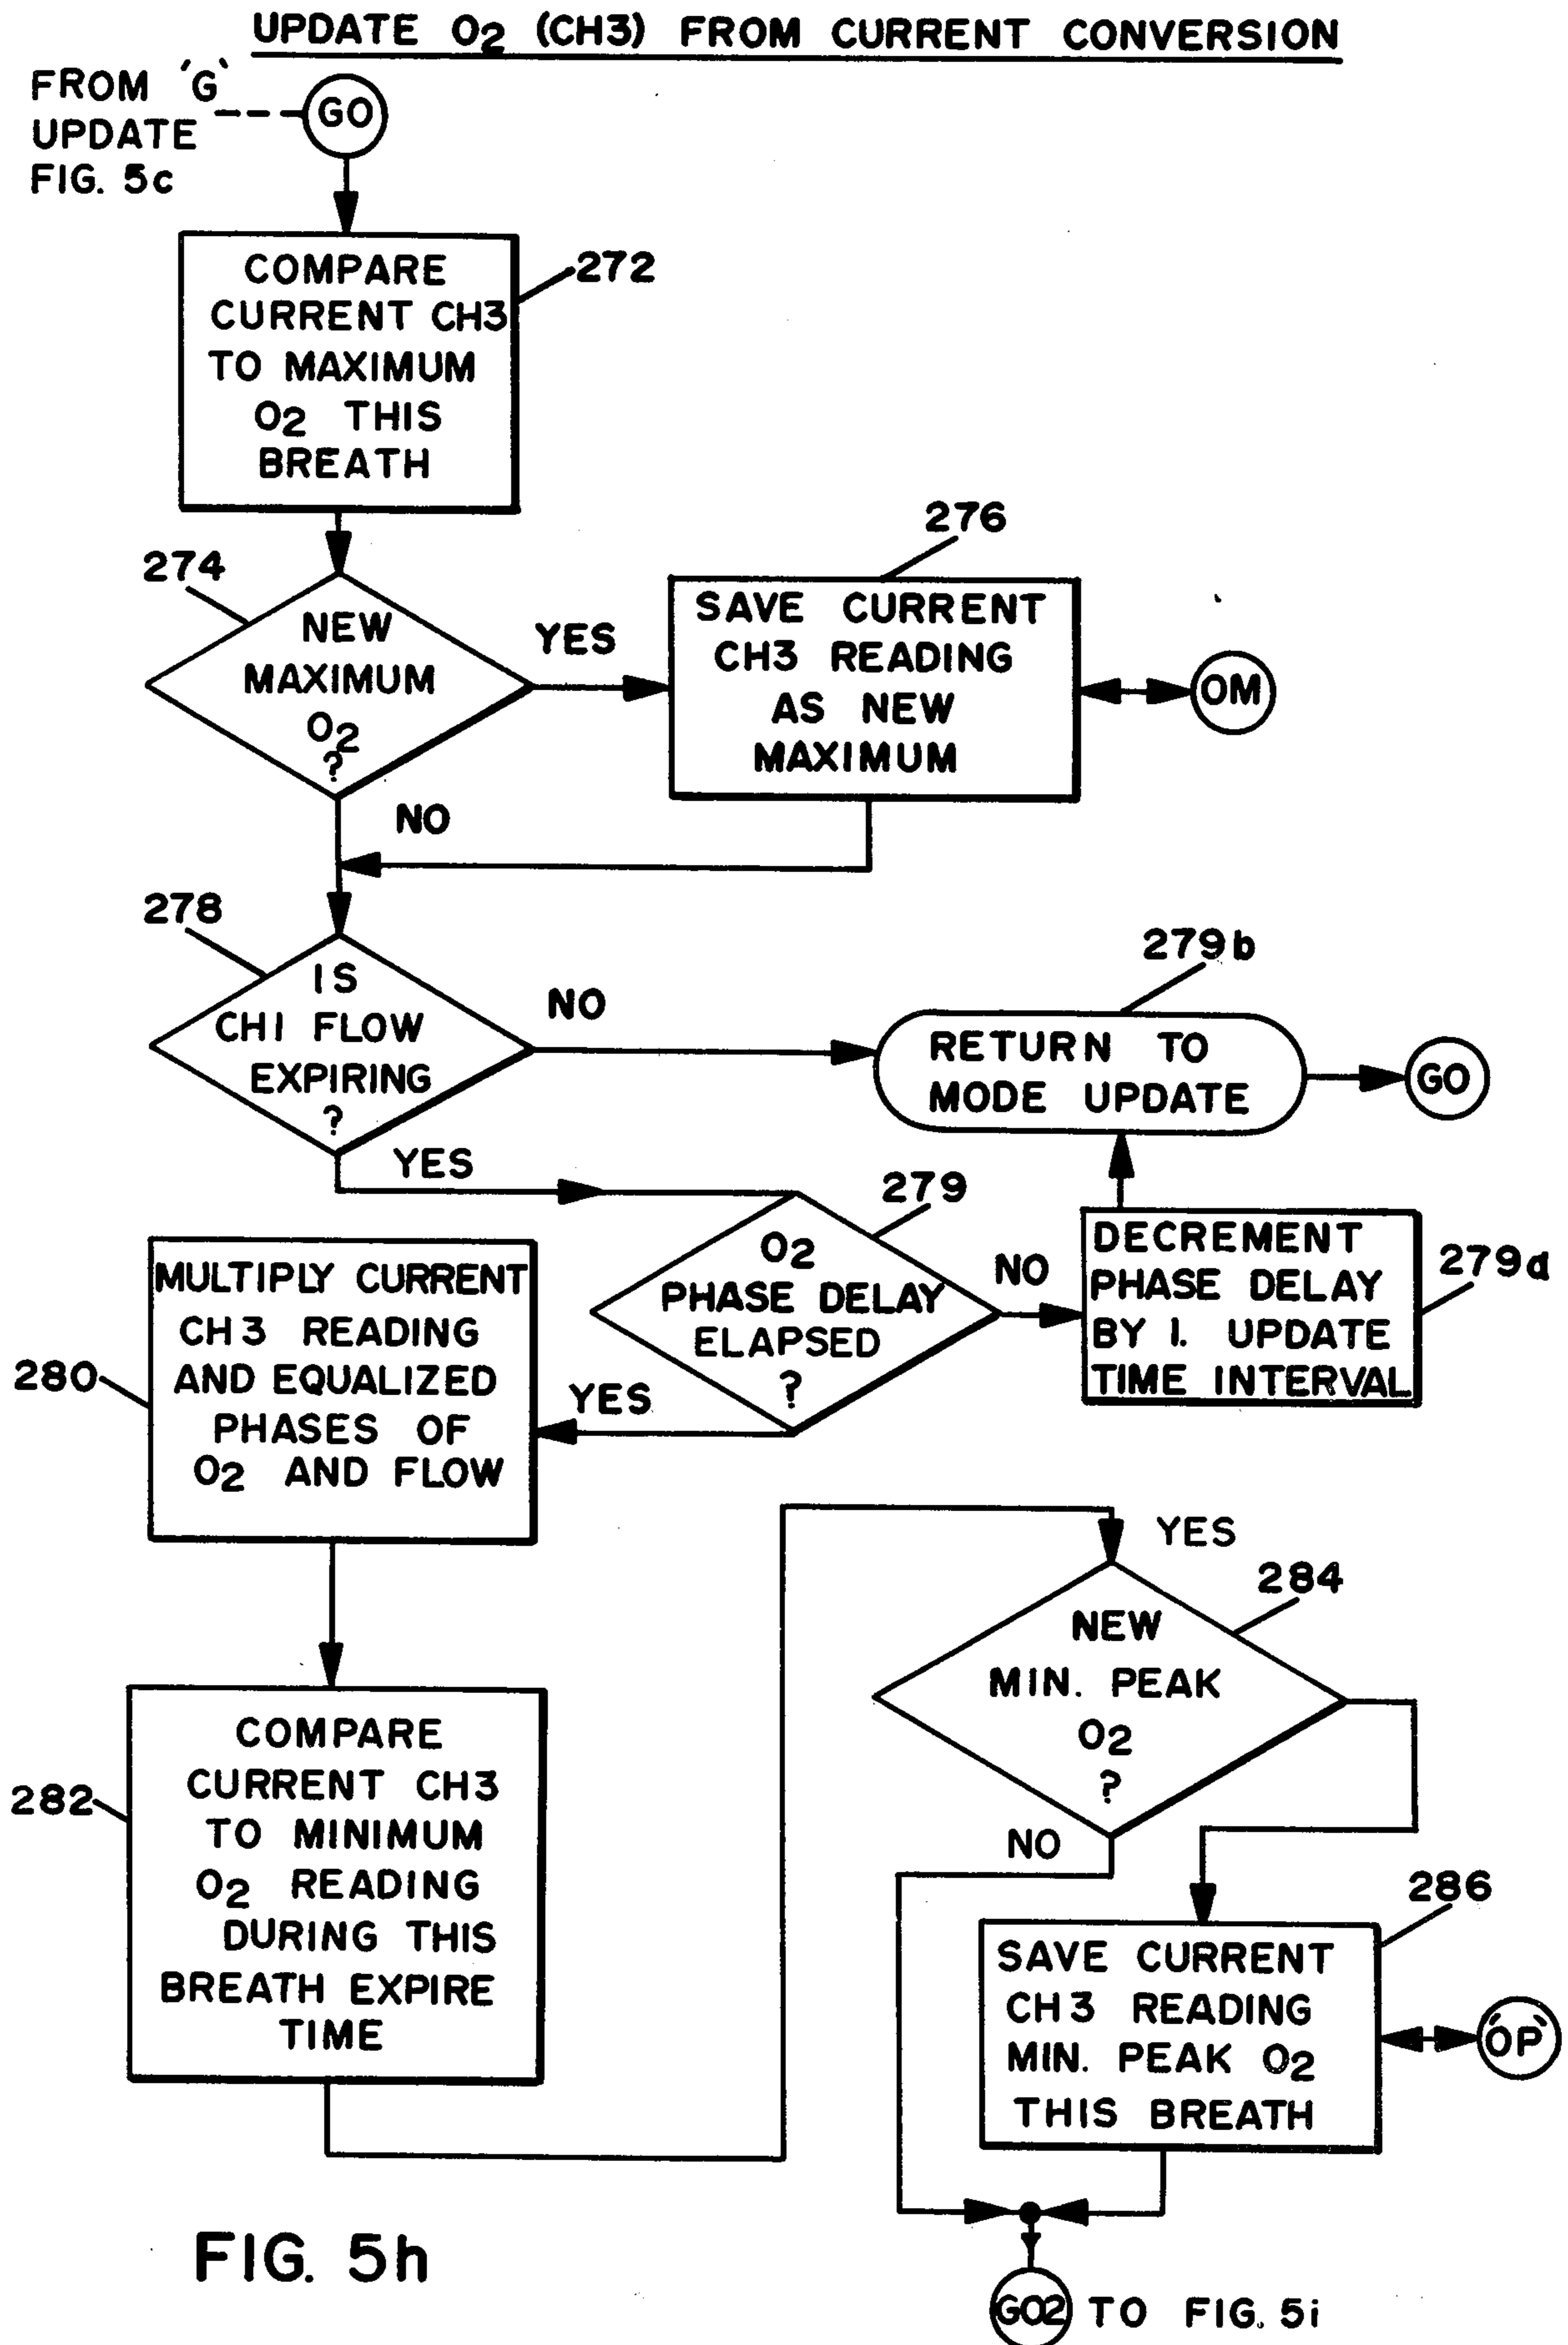 UPDATE O2 (CH3) FROM CURRENT CONVERSION
FROM 'G'
UPDATE
FIG. 5c
GO
COMPARE
CURRENT CH3
TO MAXIMUM
O2 THIS
BREATH
272
274
NEW
MAXIMUM
O2
?
YES
276
SAVE CURRENT
CH3 READING
AS NEW
MAXIMUM
OM
NO
278
IS
CH1 FLOW
EXPIRING
?
NO
279b
RETURN TO
MODE UPDATE
GO
YES
279
O2
PHASE DELAY
ELAPSED
?
NO
DECREMENT
PHASE DELAY
BY 1. UPDATE
TIME INTERVAL
279d
YES
280
MULTIPLY CURRENT
CH3 READING
AND EQUALIZED
PHASES OF
O2 AND FLOW
282
COMPARE
CURRENT CH3
TO MINIMUM
O2 READING
DURING THIS
BREATH EXPIRE
TIME
YES
284
NEW
MIN. PEAK
O2
?
NO
286
SAVE CURRENT
CH3 READING
MIN. PEAK O2
THIS BREATH
'OP'
GO2 TO FIG. 5i
FIG. 5h